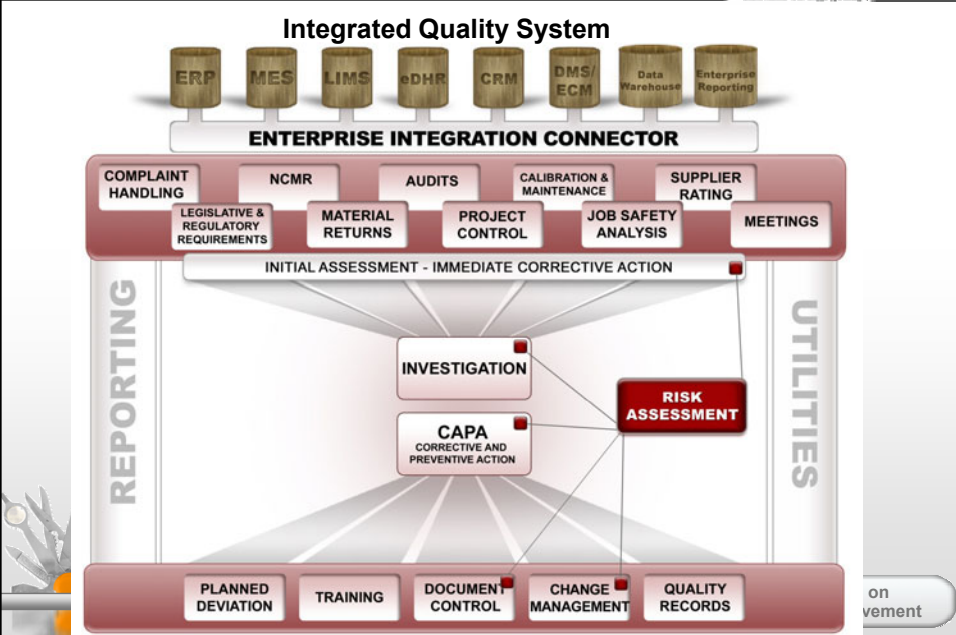 Integrated Quality System
ERP
MES
LIMS
eDHR
CRM
DMS/
ECM
Data
Warehouse
Enterprise
Reporting
ENTERPRISE INTEGRATION CONNECTOR
COMPLAINT
HANDLING
NCMR
AUDITS
CALIBRATION &
MAINTENANCE
SUPPLIER
RATING
LEGISLATIVE &
REGULATORY
REQUIREMENTS
MATERIAL
RETURNS
PROJECT
CONTROL
JOB SAFETY
ANALYSIS
MEETINGS
INITIAL ASSESSMENT - IMMEDIATE CORRECTIVE ACTION
REPORTING
UTILITIES
INVESTIGATION
RISK
ASSESSMENT
CAPA
CORRECTIVE AND
PREVENTIVE ACTION
PLANNED
DEVIATION
TRAINING
DOCUMENT
CONTROL
CHANGE
MANAGEMENT
QUALITY
RECORDS
on
vement